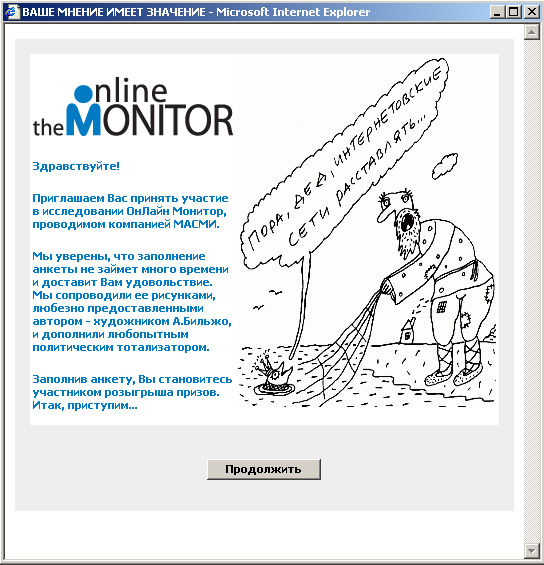 ВАШЕ МНЕНИЕ ИМЕЕТ ЗНАЧЕНИЕ - Microsoft Internet Explorer
online
theMONITOR
Здравствуйте!
Приглашаем Вас принять участие
в исследовании ОнЛайн Монитор,
проводимом компанией МАСМИ.
Мы уверены, что заполнение
анкеты не займет много времени
и доставит Вам удовольствие.
Мы сопроводили ее рисунками,
любезно предоставленными
автором - художником А.Бильжо,
и дополнили любопытным
политическим тотализатором.
Заполнив анкету, Вы становитесь
участником розыгрыша призов.
Итак, приступим...
ПОРА, ДЕД, ИНТЕРНЕТОВСКИЕ
СЕТИ РАССТАВЛЯТЬ...
Продолжить